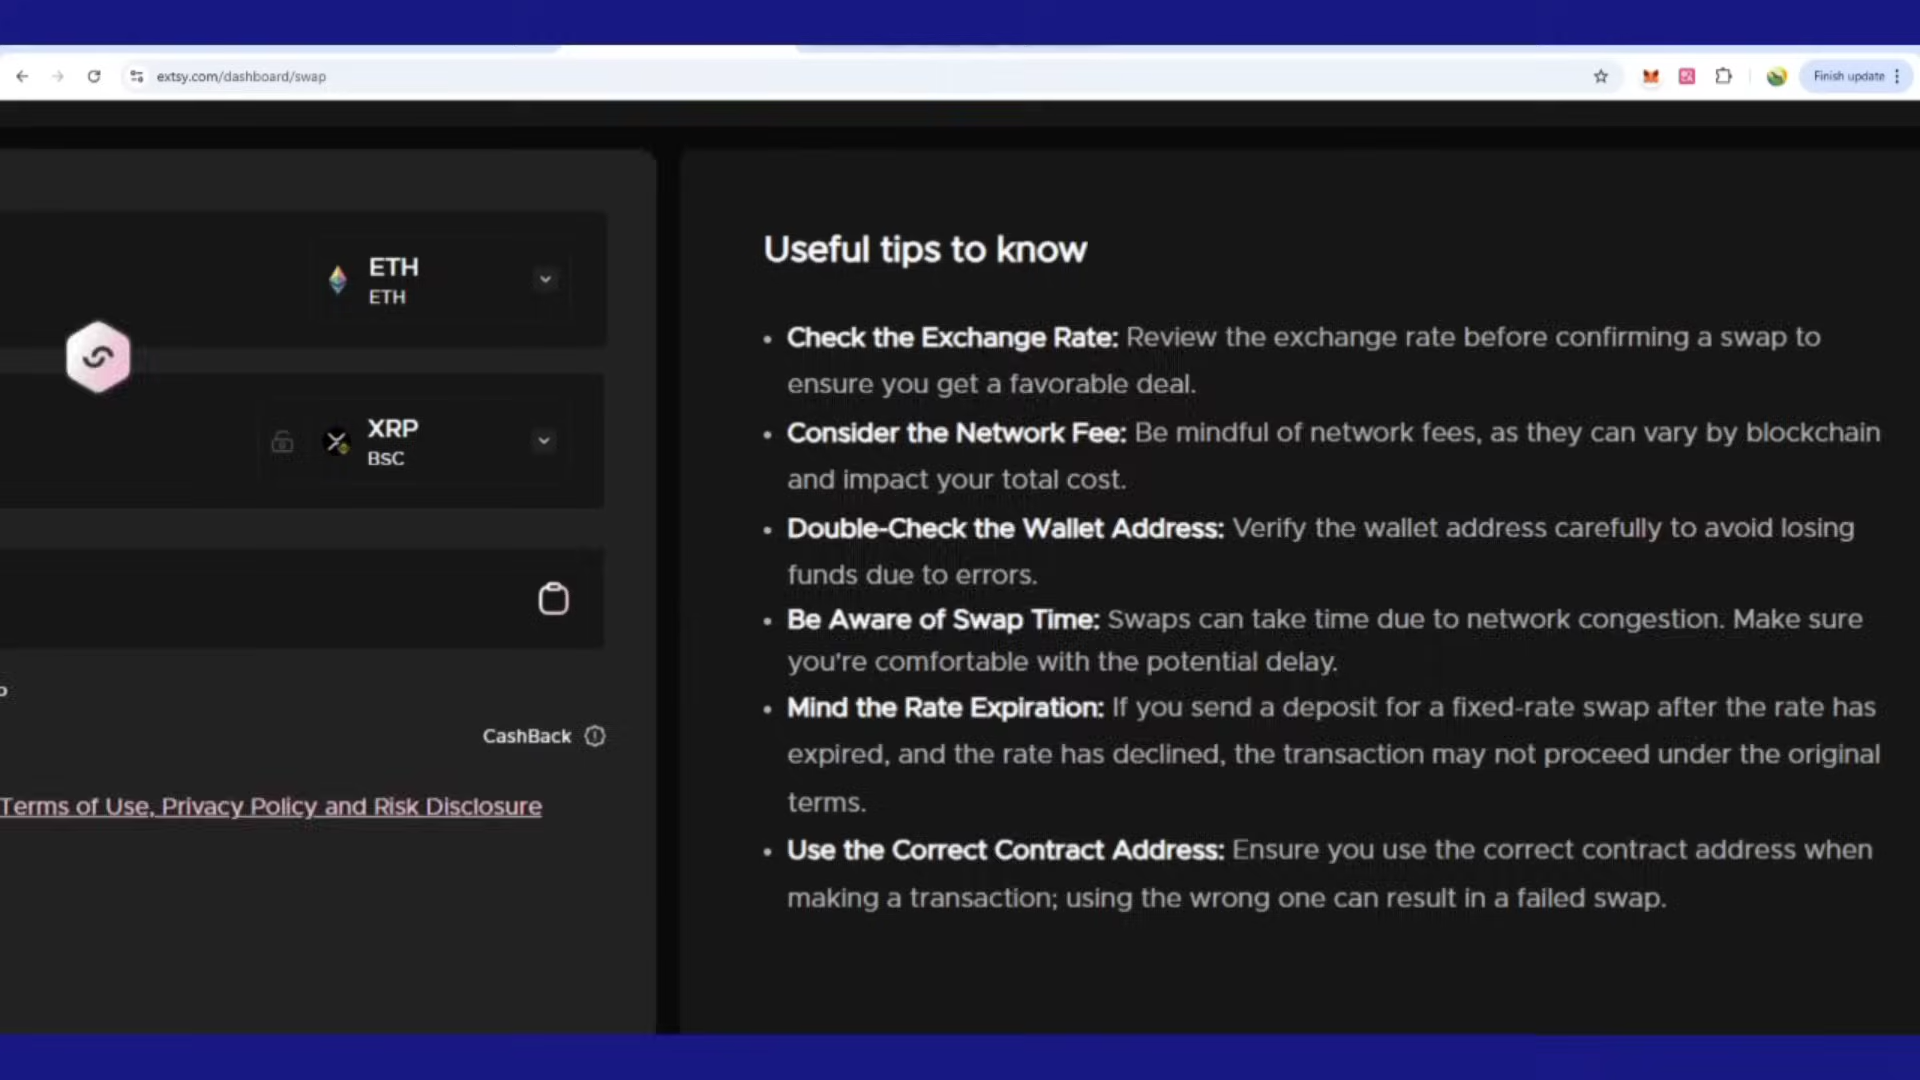 extsy.com/dashboard/swap
Finish update
ETH
ETH
XRP
BSC
CashBack
Terms of Use, Privacy Policy and Risk Disclosure
Useful tips to know
• Check the Exchange Rate: Review the exchange rate before confirming a swap to
ensure you get a favorable deal.
• Consider the Network Fee: Be mindful of network fees, as they can vary by blockchain
and impact your total cost.
• Double-Check the Wallet Address: Verify the wallet address carefully to avoid losing
funds due to errors.
• Be Aware of Swap Time: Swaps can take time due to network congestion. Make sure
you're comfortable with the potential delay.
• Mind the Rate Expiration: If you send a deposit for a fixed-rate swap after the rate has
expired, and the rate has declined, the transaction may not proceed under the original
terms.
• Use the Correct Contract Address: Ensure you use the correct contract address when
making a transaction; using the wrong one can result in a failed swap.